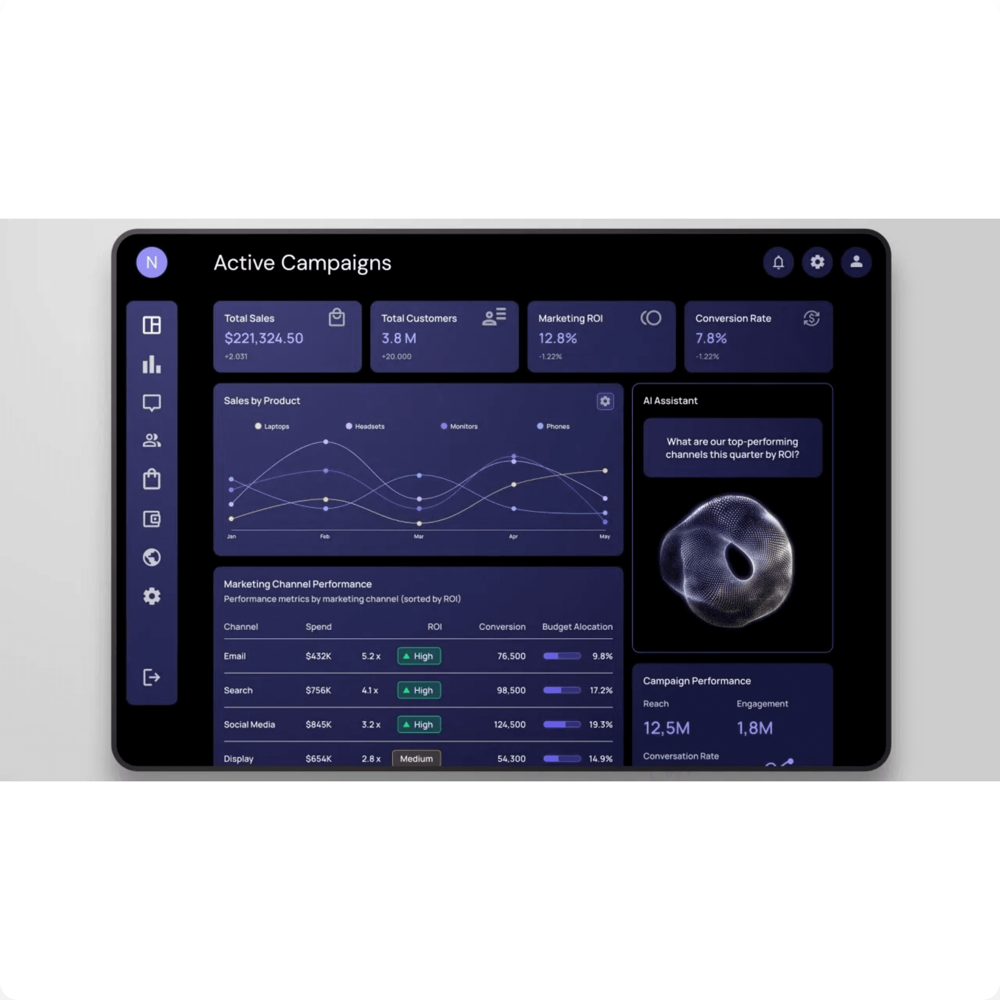 N
Active Campaigns
Total Sales
$221,324.50
+2.031
Total Customers
3.8 M
+20.000
Marketing ROI
12.8%
-1.22%
Conversion Rate
7.8%
-1.22%
Sales by Product
Laptops Headsets Monitors Phones
Jan Feb Mar Apr May
AI Assistant
What are our top-performing
channels this quarter by ROI?
Marketing Channel Performance
Performance metrics by marketing channel (sorted by ROI)
Channel Spend ROI Conversion Budget Alocation
Email $432K 5.2 x High 76,500 9.8%
Search $756K 4.1 x High 98,500 17.2%
Social Media $845K 3.2 x High 124,500 19.3%
Display $654K 2.8 x Medium 54,300 14.9%
Campaign Performance
Reach Engagement
12,5M 1,8M
Conversation Rate